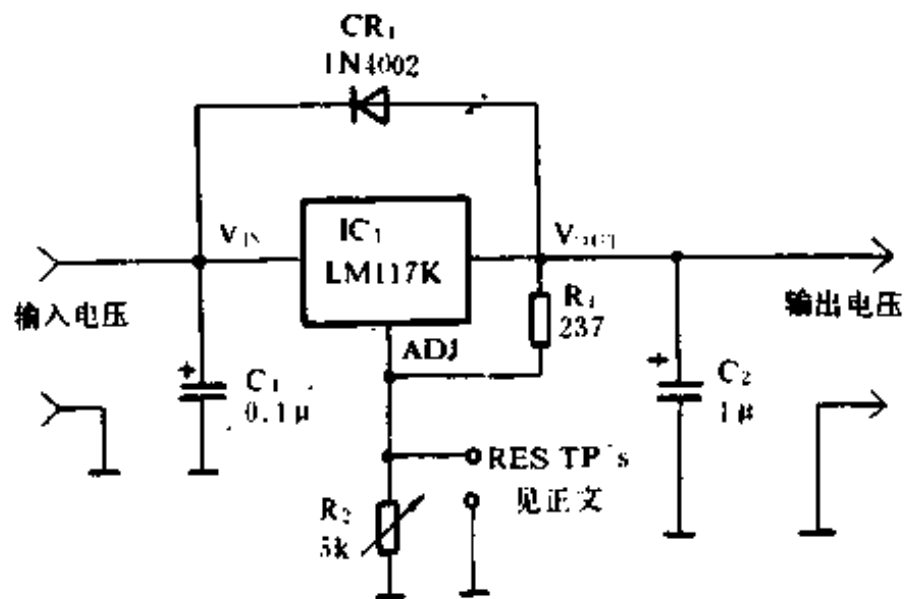 CR₁
1N4002
V_IN
IC₁
LM117K
V_OUT
输入电压
ADJ
R₁
237
输出电压
+
C₁
0.1μ
+
C₂
1μ
RES TP's
见正文
R₂
5k